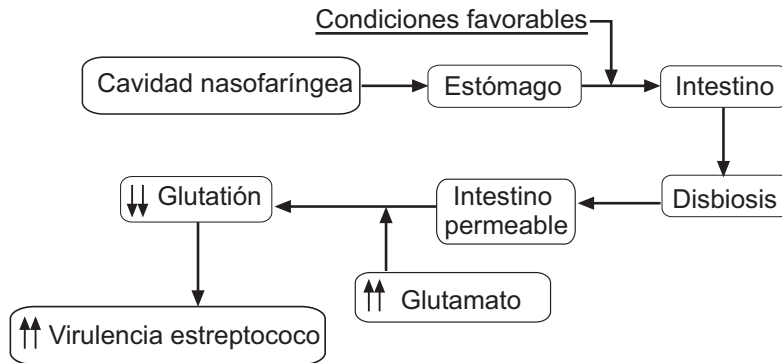 Condiciones favorables
Cavidad nasofaríngea
Estómago
Intestino
Disbiosis
Intestino
permeable
Glutatión
Glutamato
Virulencia estreptococo